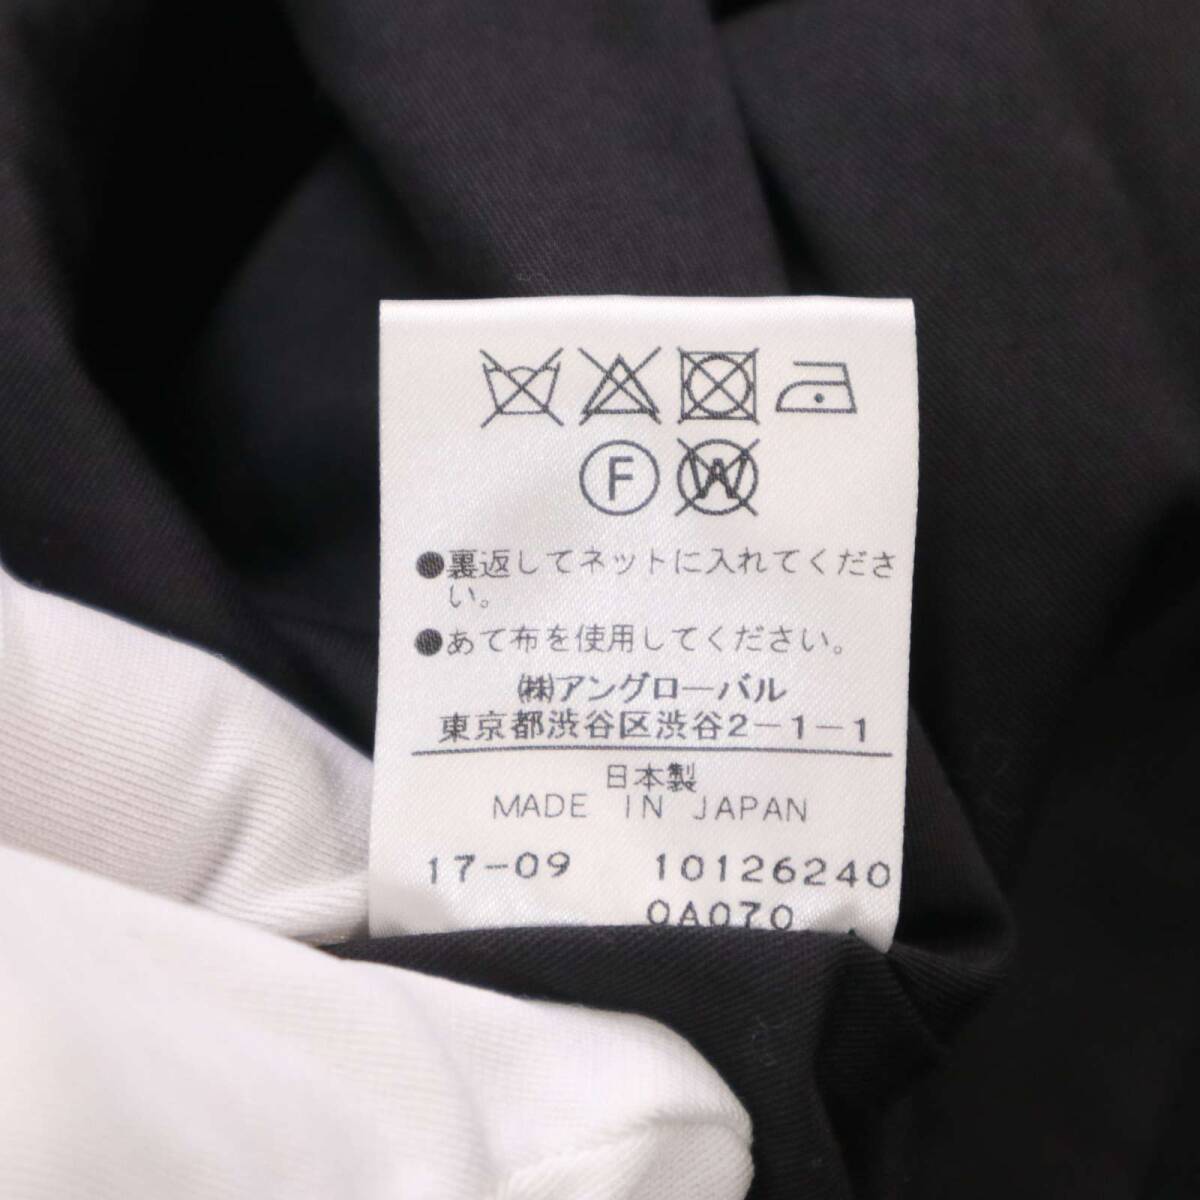 F W
●裏返してネットに入れてくださ
い。
●あて布を使用してください。
㈱アングローバル
東京都渋谷区渋谷2-1-1
日本製
MADE IN JAPAN
17-09 10126240
0A070